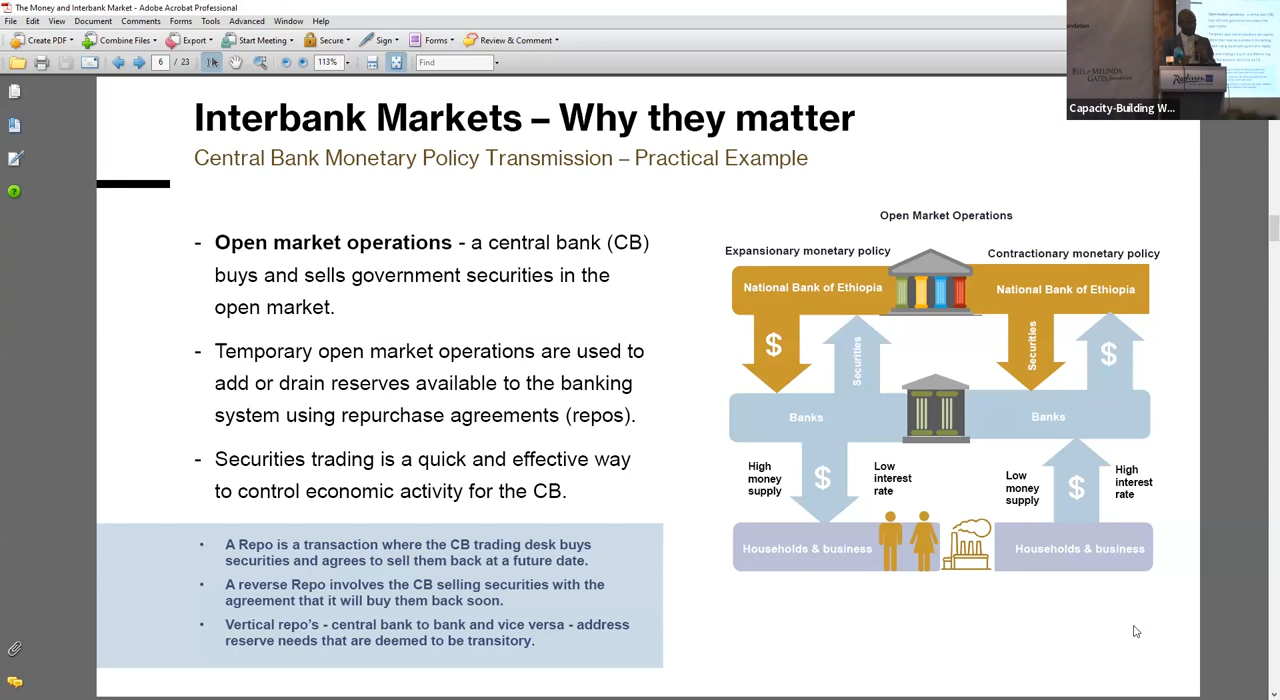 The Money and Interbank Market - Adobe Acrobat Professional
File Edit View Document Comments Forms Tools Advanced Window Help
Create PDF Combine Files Export Start Meeting Secure Sign Forms Review & Comment
6 / 23 113% Find
BILL & MELINDA
GATES foundation
Radisson
Capacity-Building W...
Interbank Markets – Why they matter
Central Bank Monetary Policy Transmission – Practical Example
- Open market operations - a central bank (CB)
buys and sells government securities in the
open market.
- Temporary open market operations are used to
add or drain reserves available to the banking
system using repurchase agreements (repos).
- Securities trading is a quick and effective way
to control economic activity for the CB.
• A Repo is a transaction where the CB trading desk buys
securities and agrees to sell them back at a future date.
• A reverse Repo involves the CB selling securities with the
agreement that it will buy them back soon.
• Vertical repo's - central bank to bank and vice versa - address
reserve needs that are deemed to be transitory.
Open Market Operations
Expansionary monetary policy
Contractionary monetary policy
National Bank of Ethiopia
National Bank of Ethiopia
$
Securities
Securities
$
Banks
Banks
High
money
supply
$
Low
interest
rate
Low
money
supply
$
High
interest
rate
Households & business
Households & business